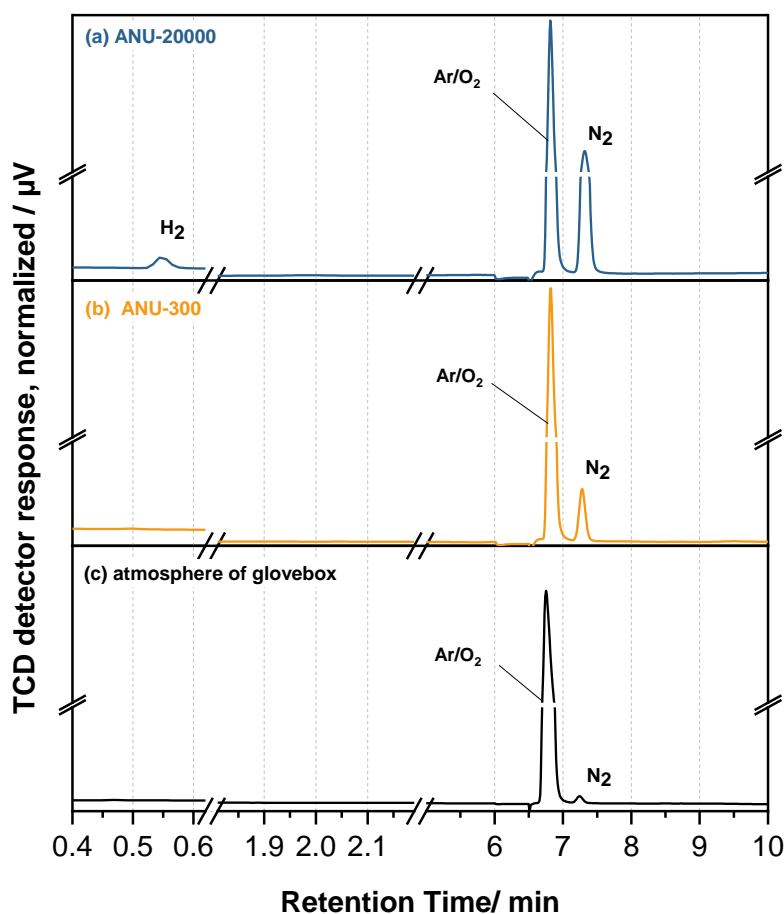 TCD detector response, normalized / µV
(a) ANU-20000
Ar/O₂
N₂
H₂
(b) ANU-300
Ar/O₂
N₂
(c) atmosphere of glovebox
Ar/O₂
N₂
0.4 0.5 0.6 1.9 2.0 2.1 6 7 8 9 10
Retention Time/ min